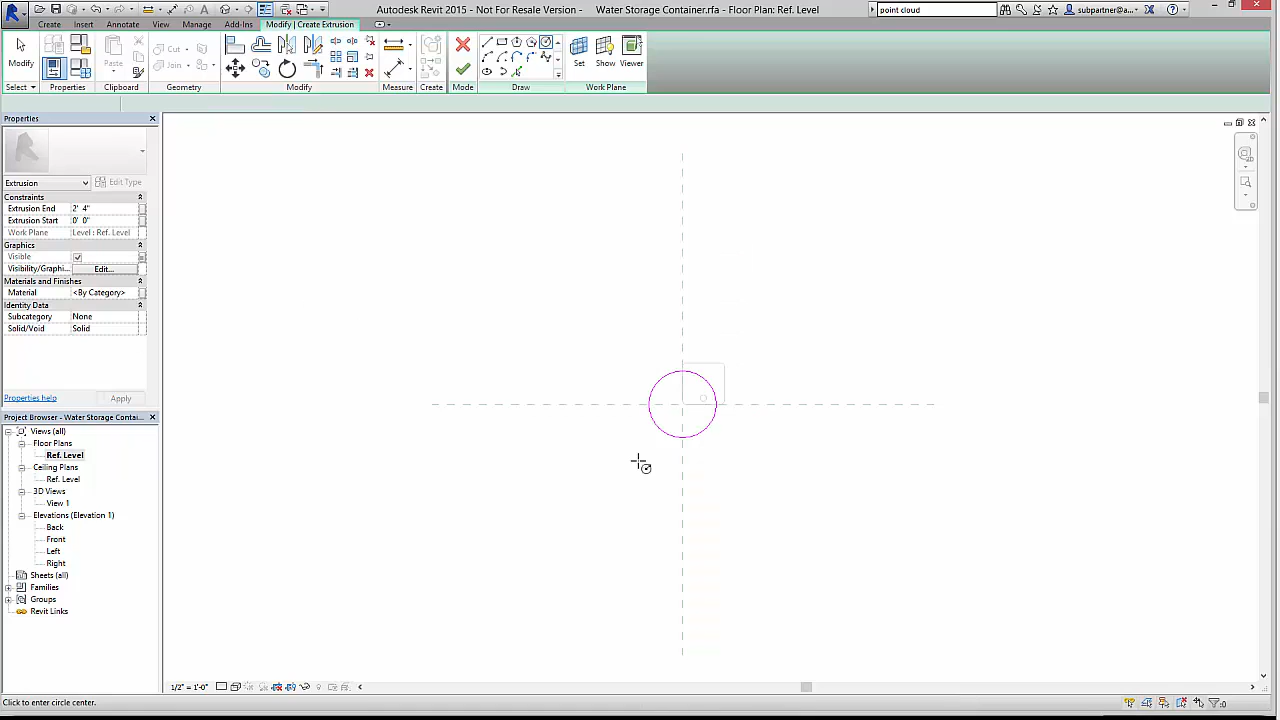 Autodesk Revit 2015 - Not For Resale Version - Water Storage Container.rfa - Floor Plan: Ref. Level
point cloud
subpartner@a...
Create Insert Annotate View Manage Add-Ins Modify | Create Extrusion
Modify Paste Cut Join Set Show Viewer
Select Properties Clipboard Geometry Modify Measure Create Mode Draw Work Plane
Properties
Extrusion Edit Type
Constraints
Extrusion End 2' 4"
Extrusion Start 0' 0"
Work Plane Level : Ref. Level
Graphics
Visible
Visibility/Graphi... Edit...
Materials and Finishes
Material <By Category>
Identity Data
Subcategory None
Solid/Void Solid
Properties help Apply
Project Browser - Water Storage Contai...
Views (all)
Floor Plans
Ref. Level
Ceiling Plans
Ref. Level
3D Views
View 1
Elevations (Elevation 1)
Back
Front
Left
Right
Sheets (all)
Families
Groups
Revit Links
1/2" = 1'-0"
Click to enter circle center.
:0